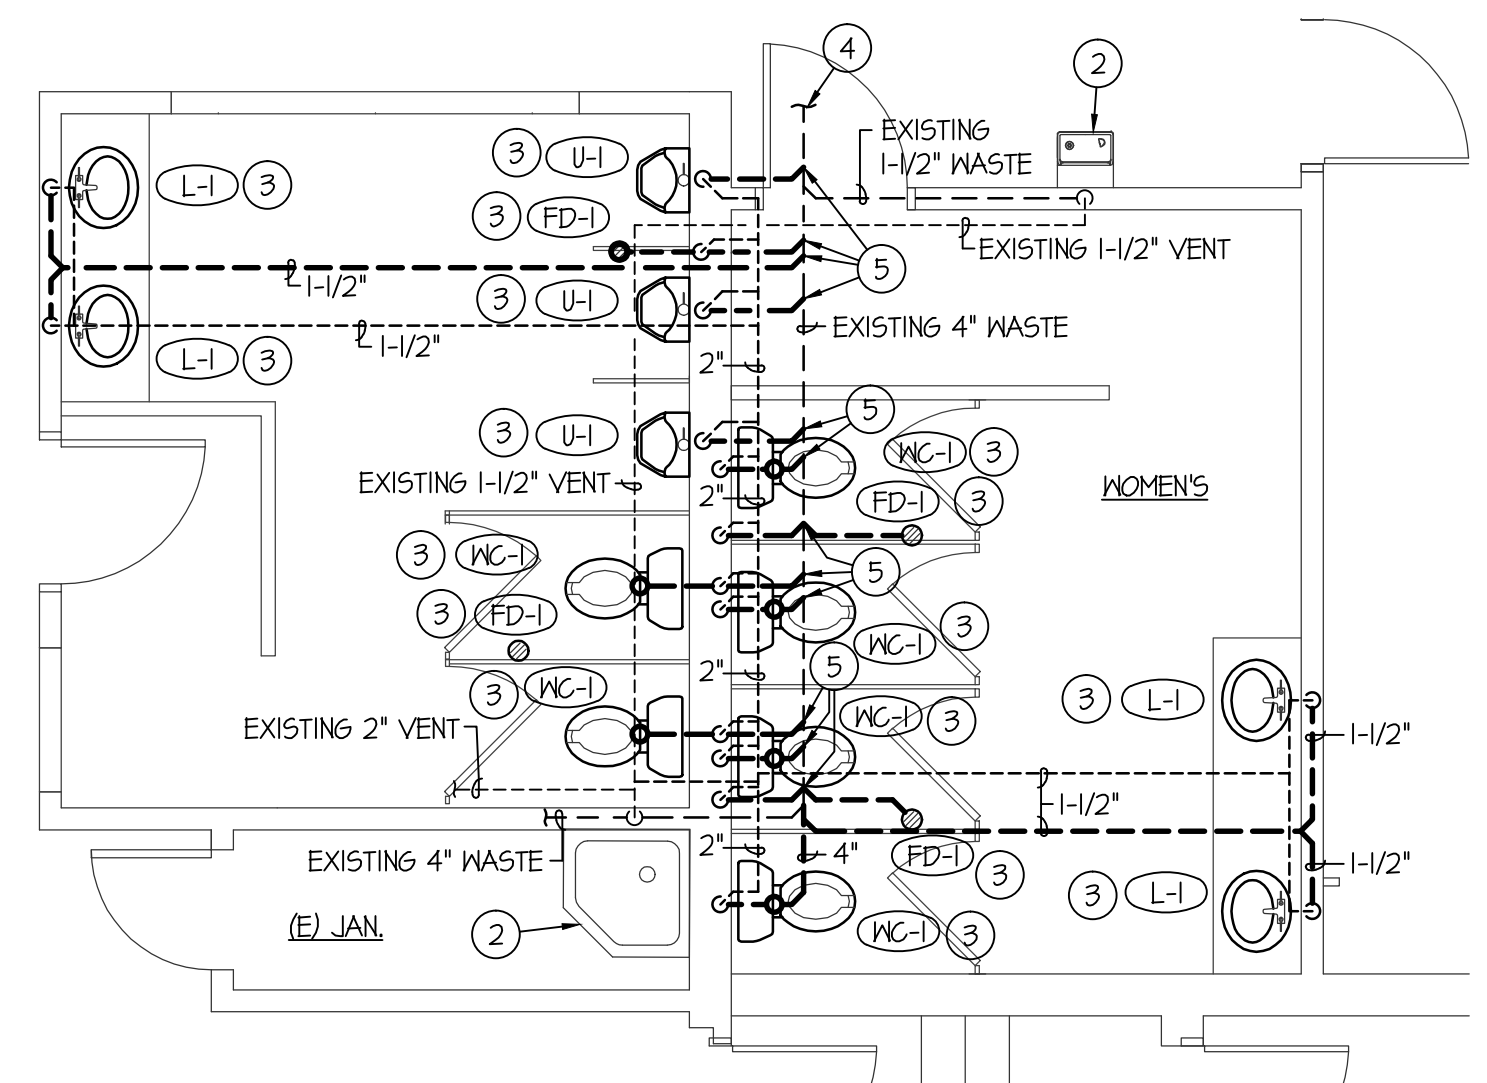 4
2
EXISTING
1-1/2" WASTE
3
U-1
L-1
3
3
FD-1
EXISTING 1-1/2" VENT
5
1-1/2"
3
U-1
EXISTING 4" WASTE
1-1/2"
L-1
3
2"
5
3
U-1
WC-1
3
EXISTING 1-1/2" VENT
2"
FD-1
3
WOMEN'S
3
WC-1
5
3
FD-1
WC-1
3
5
2"
3
WC-1
3
L-1
WC-1
3
EXISTING 2" VENT
1-1/2"
1-1/2"
EXISTING 4" WASTE
2"
4"
FD-1
3
1-1/2"
3
L-1
(E) JAN.
2
WC-1
3